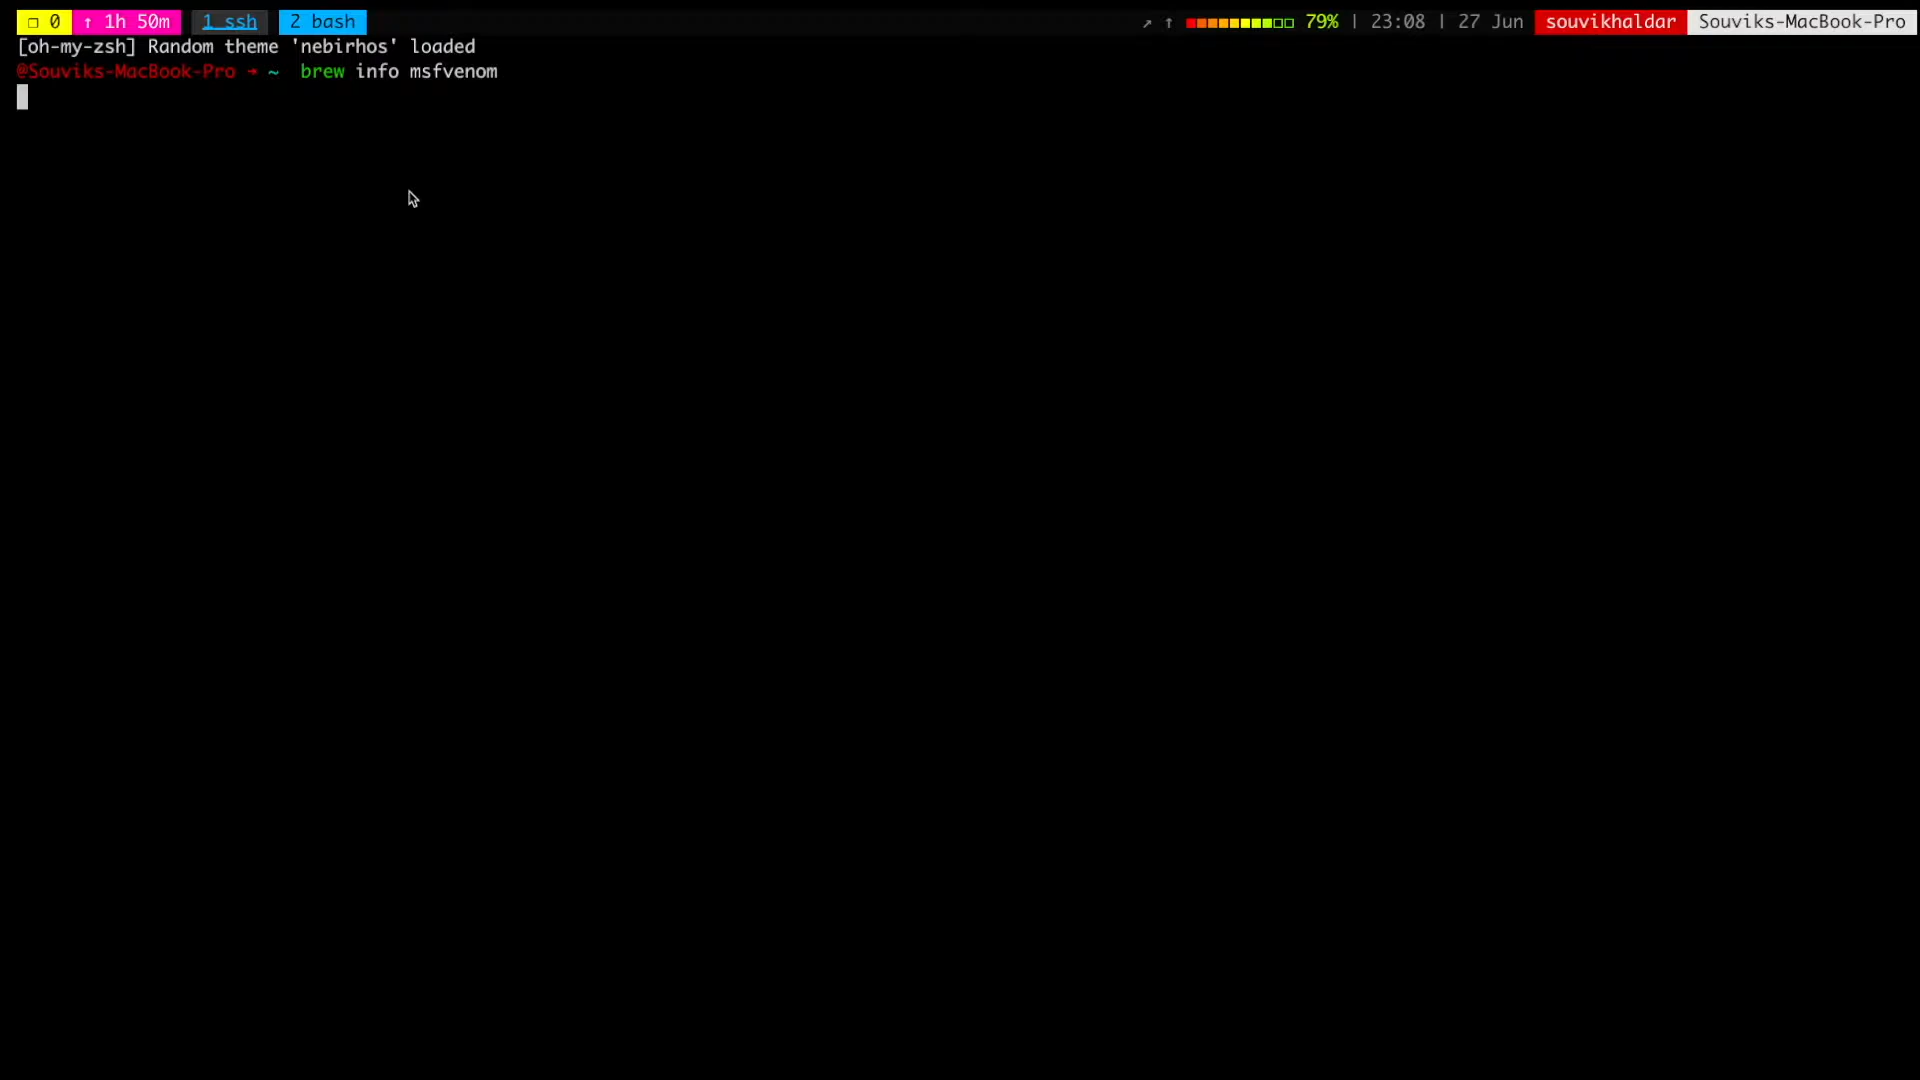 ❐ 0 ↑ 1h 50m 1 ssh 2 bash ↗ ↑ 79% | 23:08 | 27 Jun souvikhaldar Souviks-MacBook-Pro
[oh-my-zsh] Random theme 'nebirhos' loaded
@Souviks-MacBook-Pro → ~ brew info msfvenom